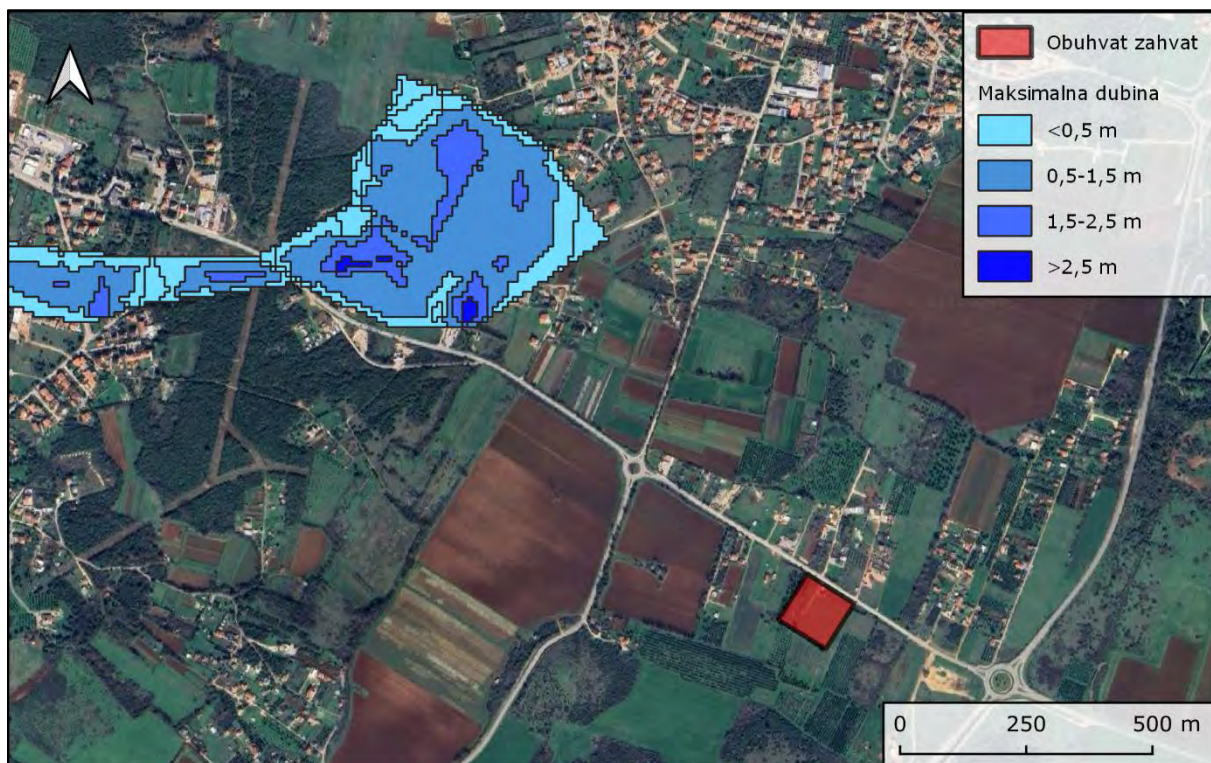 Obuhvat zahvat
Maksimalna dubina
<0,5 m
0,5-1,5 m
1,5-2,5 m
>2,5 m
0 250 500 m